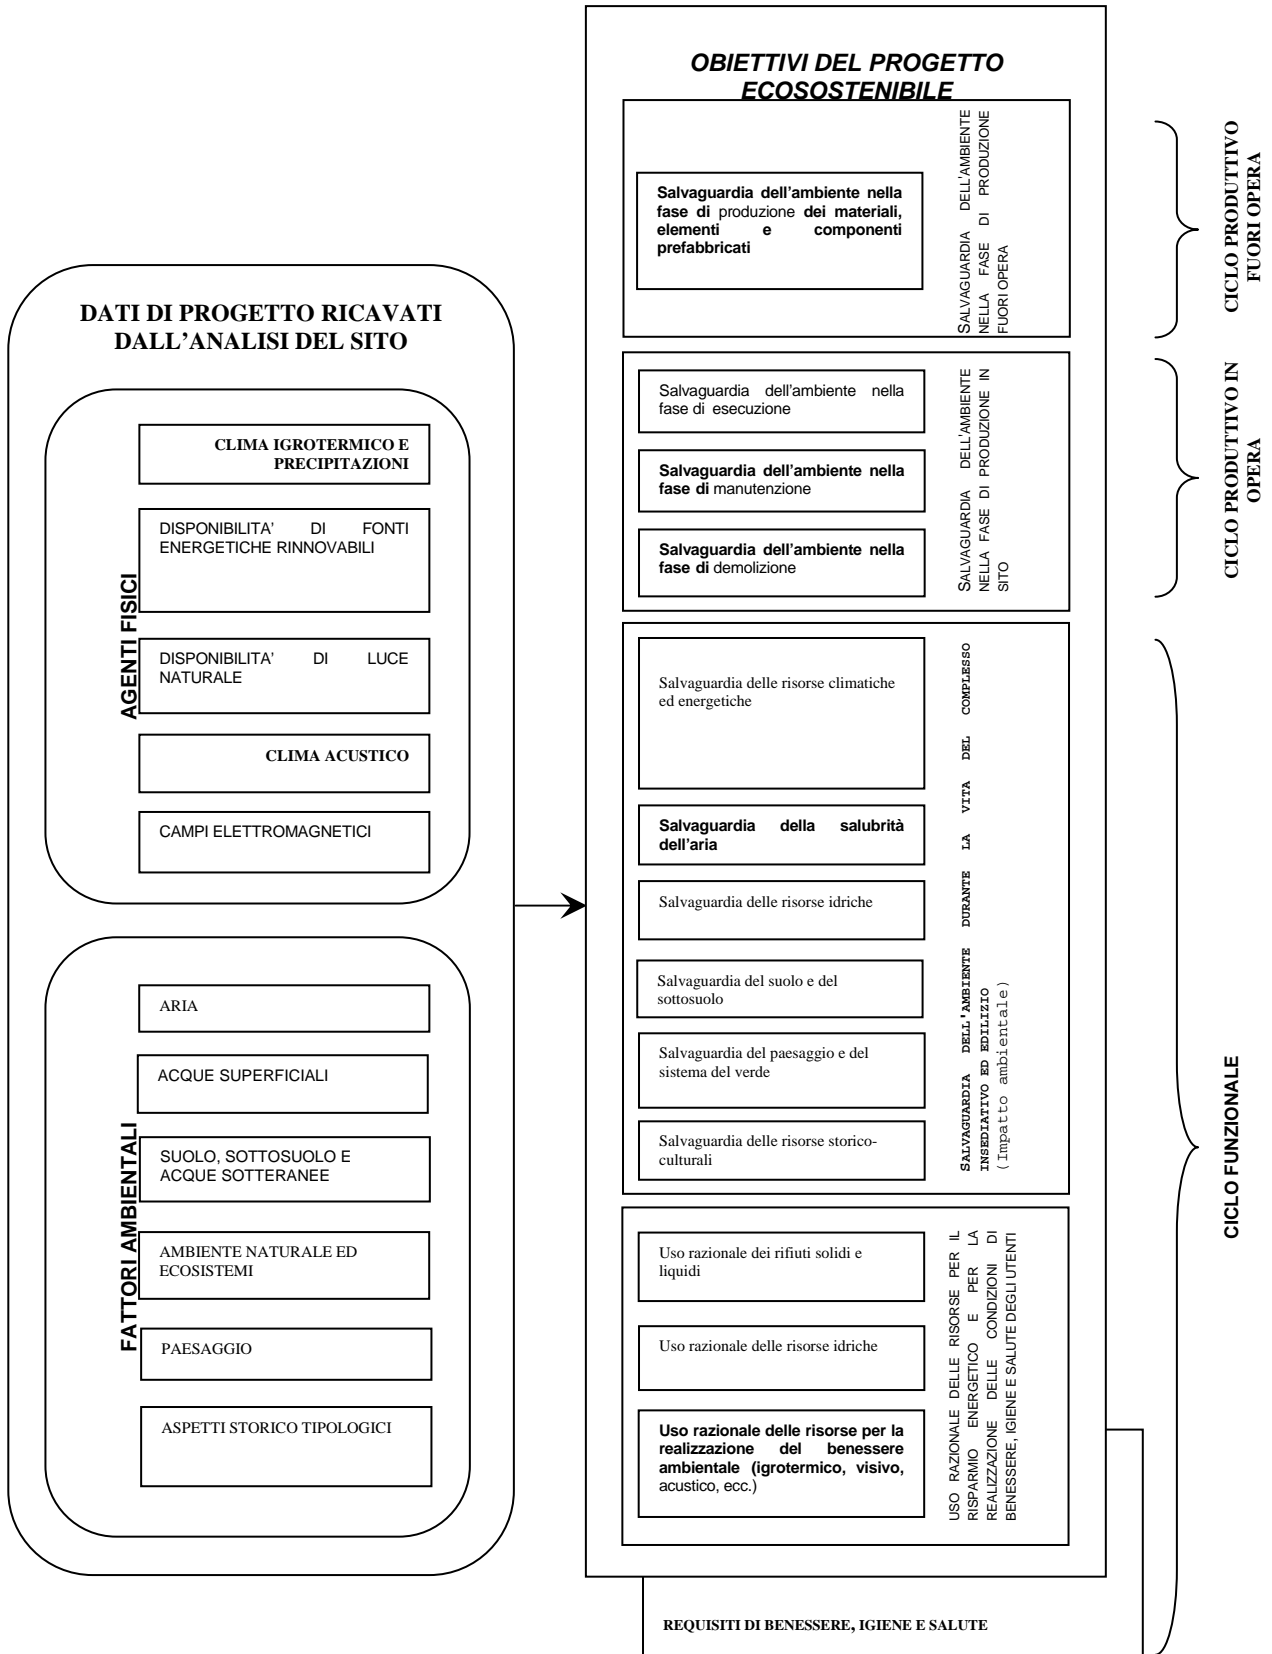 DATI DI PROGETTO RICAVATI
DALL'ANALISI DEL SITO
AGENTI FISICI
CLIMA IGROTERMICO E
PRECIPITAZIONI
DISPONIBILITA' DI FONTI
ENERGETICHE RINNOVABILI
DISPONIBILITA' DI LUCE
NATURALE
CLIMA ACUSTICO
CAMPI ELETTROMAGNETICI
FATTORI AMBIENTALI
ARIA
ACQUE SUPERFICIALI
SUOLO, SOTTOSUOLO E
ACQUE SOTTERANEE
AMBIENTE NATURALE ED
ECOSISTEMI
PAESAGGIO
ASPETTI STORICO TIPOLOGICI
OBIETTIVI DEL PROGETTO
ECOSOSTENIBILE
Salvaguardia dell'ambiente nella
fase di produzione dei materiali,
elementi e componenti
prefabbricati
SALVAGUARDIA DELL'AMBIENTE
NELLA FASE DI PRODUZIONE
FUORI OPERA
CICLO PRODUTTIVO
FUORI OPERA
Salvaguardia dell'ambiente nella
fase di esecuzione
Salvaguardia dell'ambiente nella
fase di manutenzione
Salvaguardia dell'ambiente nella
fase di demolizione
SALVAGUARDIA DELL'AMBIENTE
NELLA FASE DI PRODUZIONE IN
SITO
CICLO PRODUTTIVO IN
OPERA
Salvaguardia delle risorse climatiche
ed energetiche
Salvaguardia della salubrità
dell'aria
Salvaguardia delle risorse idriche
Salvaguardia del suolo e del
sottosuolo
Salvaguardia del paesaggio e del
sistema del verde
Salvaguardia delle risorse storico-
culturali
SALVAGUARDIA DELL'AMBIENTE DURANTE LA VITA DEL COMPLESSO
INSEDIATIVO ED EDILIZIO
(Impatto ambientale)
Uso razionale dei rifiuti solidi e
liquidi
Uso razionale delle risorse idriche
Uso razionale delle risorse per la
realizzazione del benessere
ambientale (igrotermico, visivo,
acustico, ecc.)
USO RAZIONALE DELLE RISORSE PER IL
RISPARMIO ENERGETICO E PER LA
REALIZZAZIONE DELLE CONDIZIONI DI
BENESSERE, IGIENE E SALUTE DEGLI UTENTI
CICLO FUNZIONALE
REQUISITI DI BENESSERE, IGIENE E SALUTE